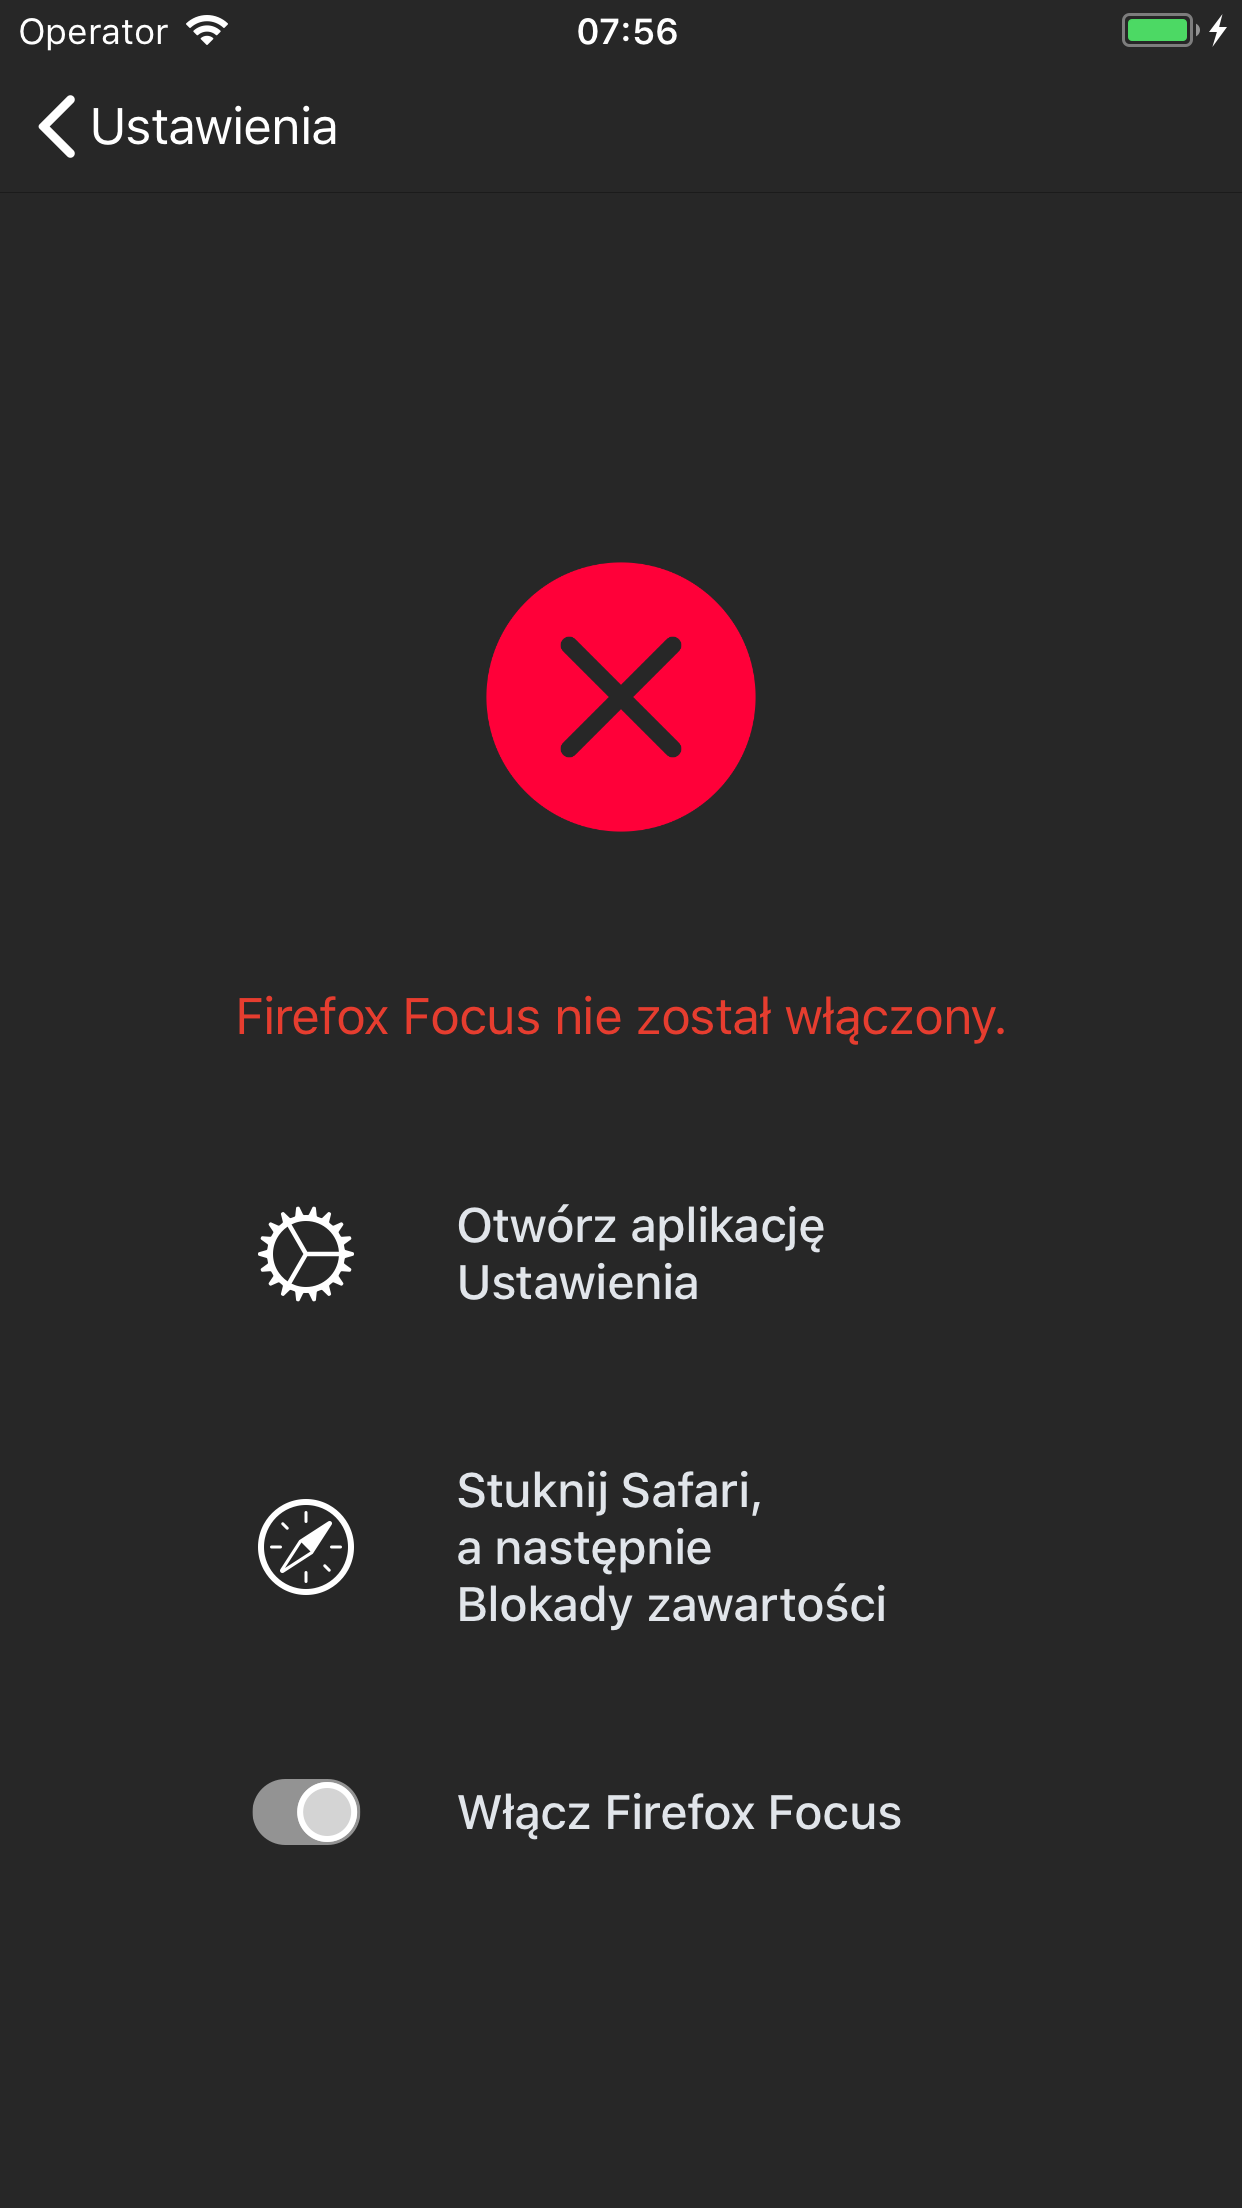 Operator
07:56
Ustawienia
Firefox Focus nie został włączony.
Otwórz aplikację
Ustawienia
Stuknij Safari,
a następnie
Blokady zawartości
Włącz Firefox Focus